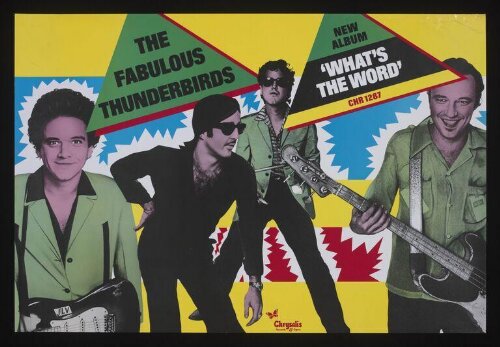 THE
FABULOUS
THUNDERBIRDS
NEW
ALBUM
'WHAT'S
THE WORD'
CHR 1287
Chrysalis